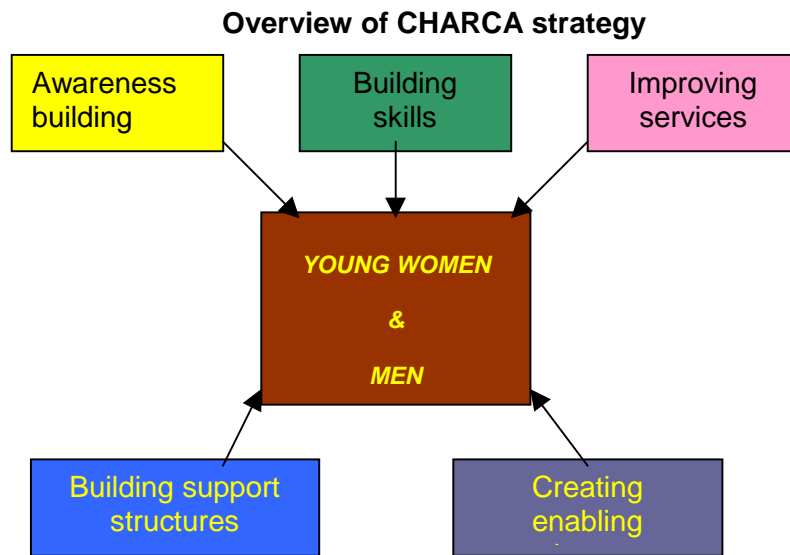 Overview of CHARCA strategy
Awareness
building
Building
skills
Improving
services
YOUNG WOMEN
&
MEN
Building support
structures
Creating
enabling